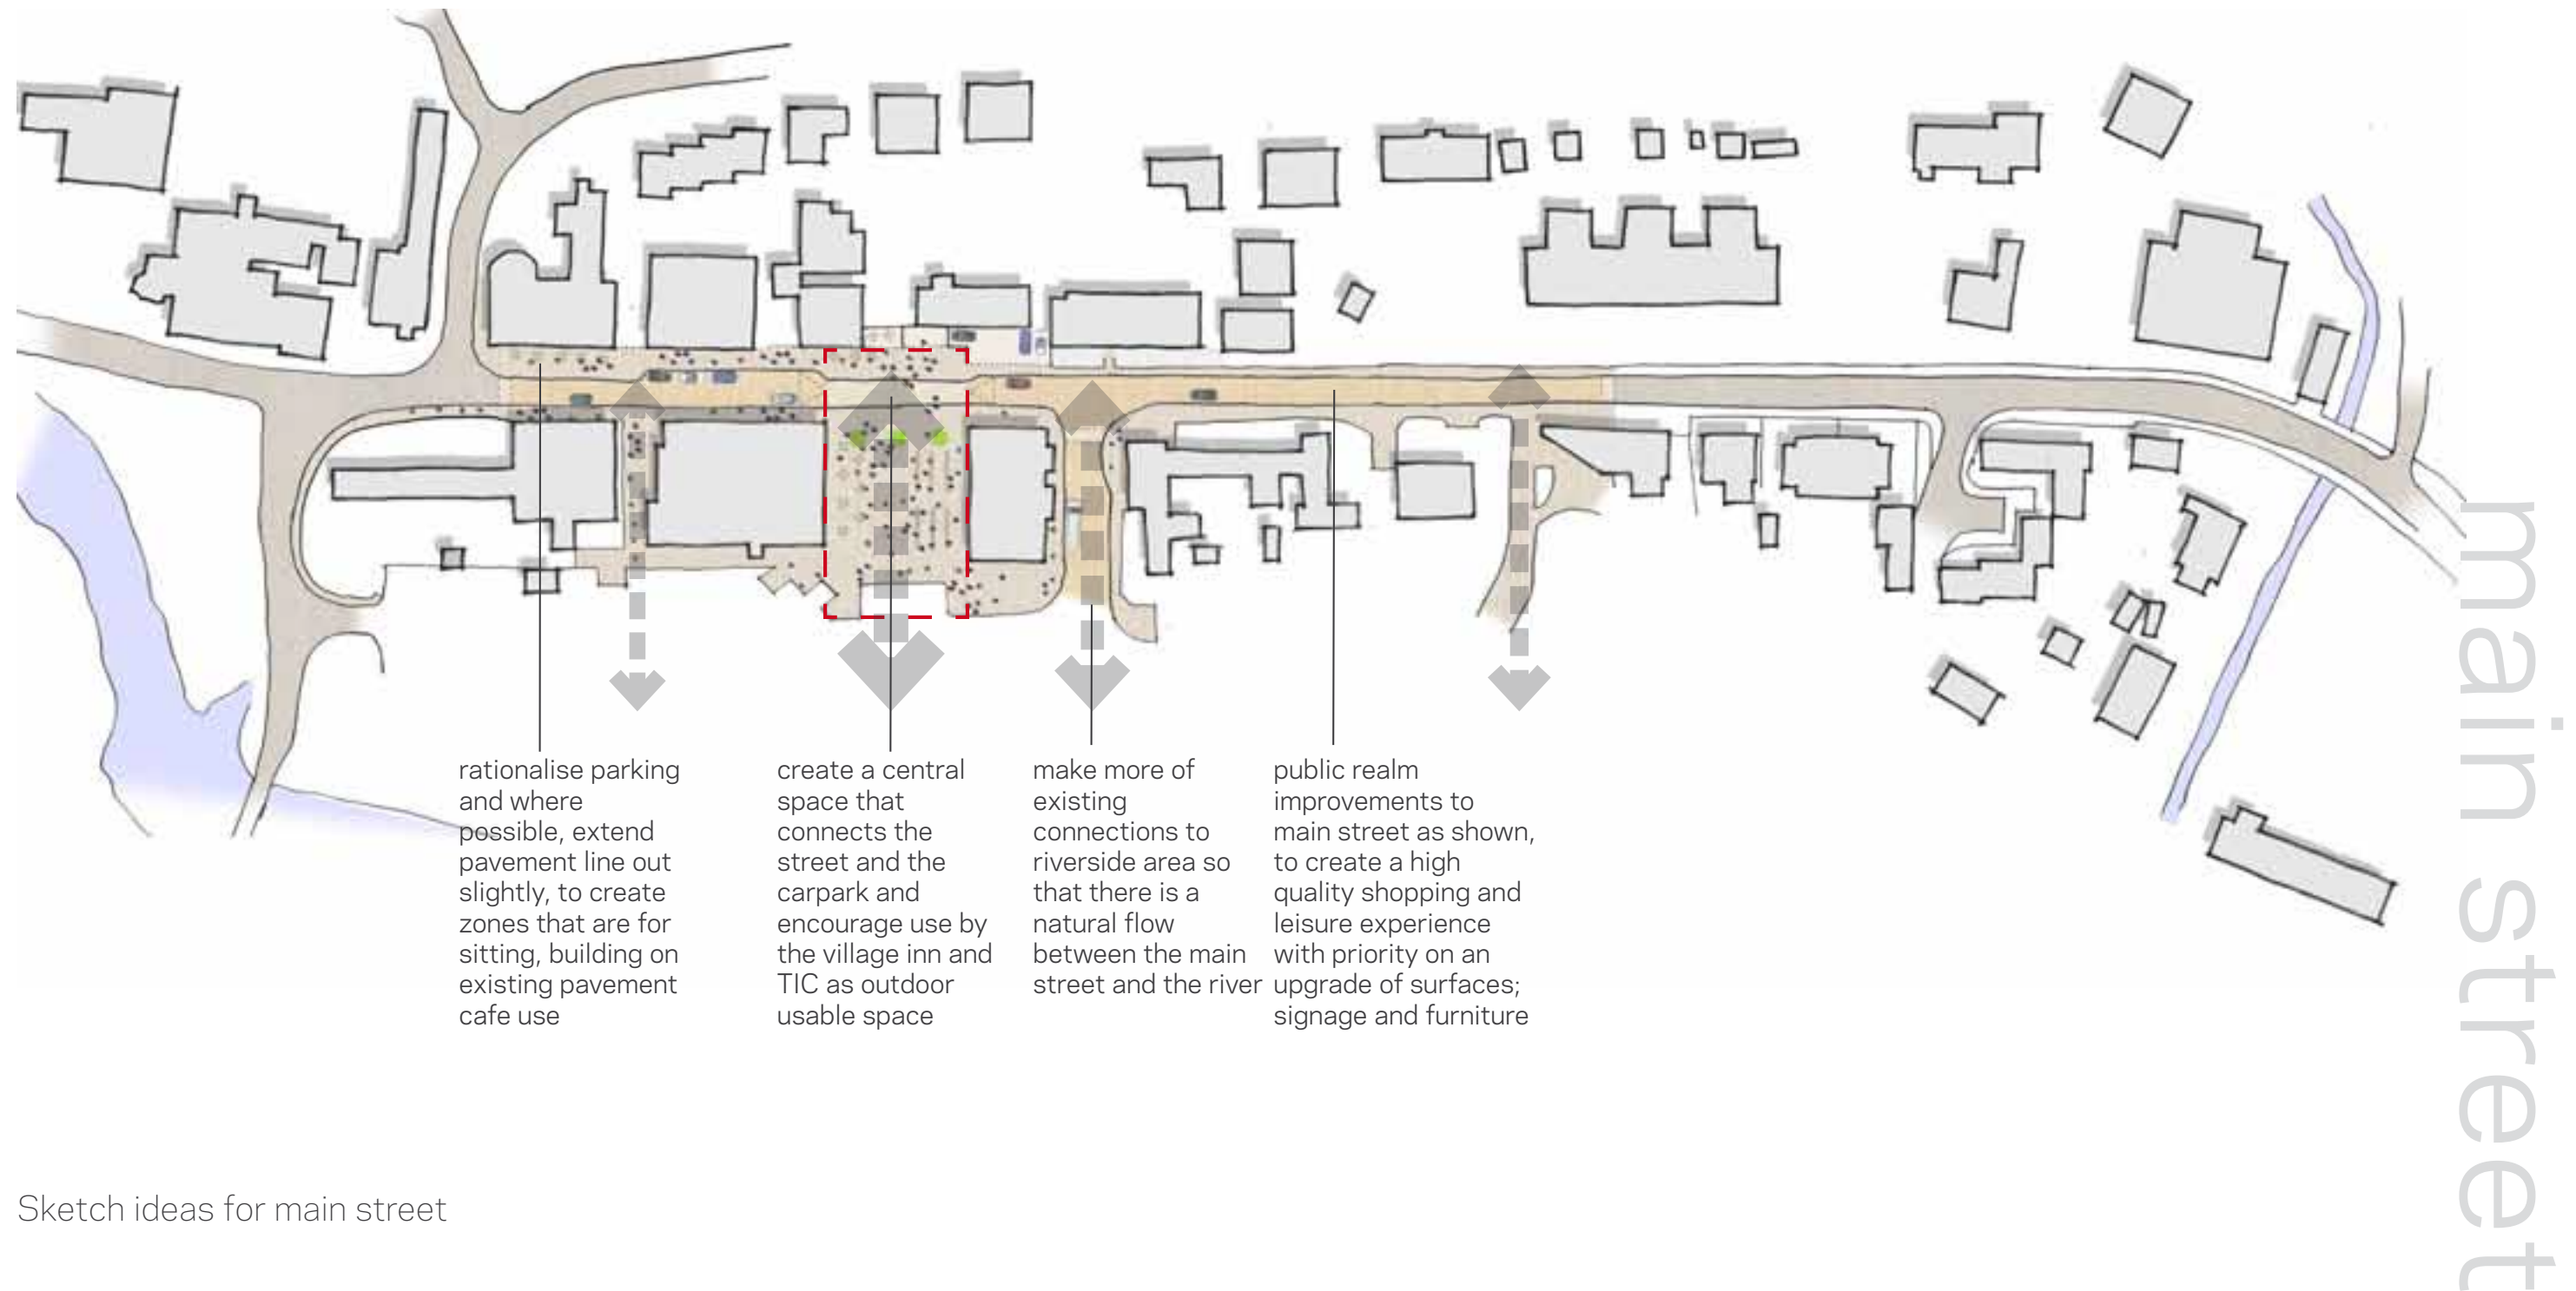 rationalise parking
and where
possible, extend
pavement line out
slightly, to create
zones that are for
sitting, building on
existing pavement
cafe use
create a central
space that
connects the
street and the
carpark and
encourage use by
the village inn and
TIC as outdoor
usable space
make more of
existing
connections to
riverside area so
that there is a
natural flow
between the main
street and the river
public realm
improvements to
main street as shown,
to create a high
quality shopping and
leisure experience
with priority on an
upgrade of surfaces;
signage and furniture
main street
Sketch ideas for main street